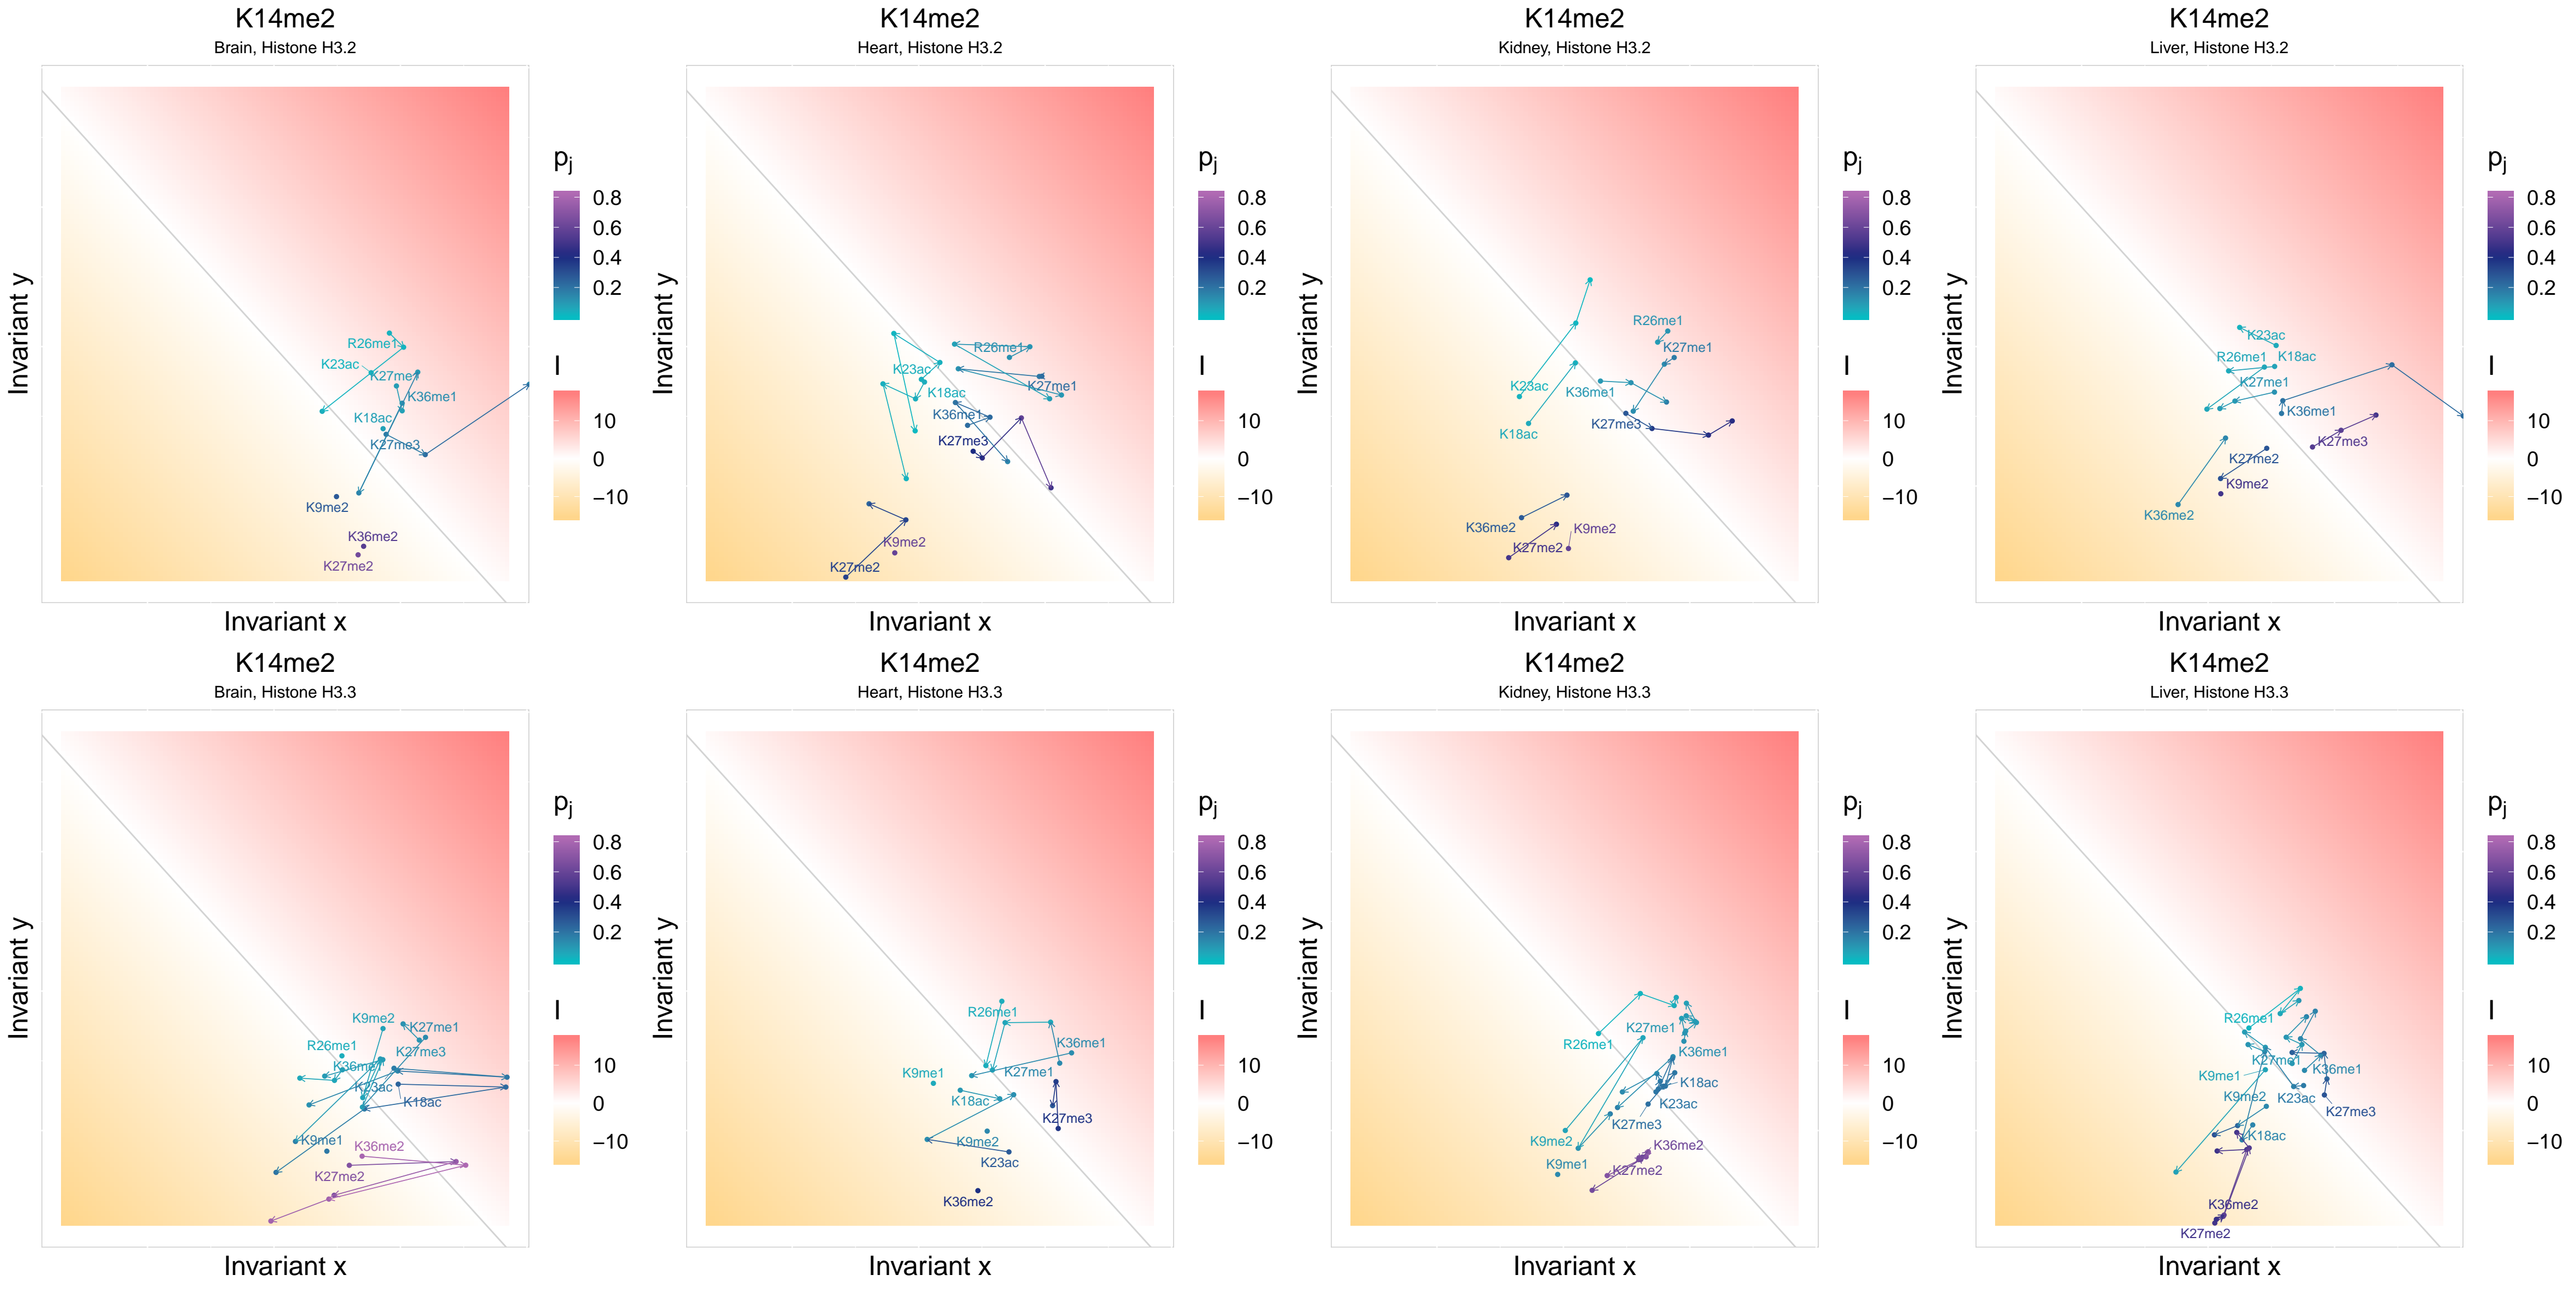 K14me2
Brain, Histone H3.2
Invariant y
Invariant x
R26me1
K23ac
K27me1
K36me1
K18ac
K27me3
K9me2
K36me2
K27me2
pj
0.8
0.6
0.4
0.2
I
10
0
−10
K14me2
Heart, Histone H3.2
Invariant y
Invariant x
R26me1
K23ac
K27me1
K18ac
K36me1
K27me3
K9me2
K27me2
pj
0.8
0.6
0.4
0.2
I
10
0
−10
K14me2
Kidney, Histone H3.2
Invariant y
Invariant x
R26me1
K27me1
K23ac
K36me1
K27me3
K18ac
K36me2
K9me2
K27me2
pj
0.8
0.6
0.4
0.2
I
10
0
−10
K14me2
Liver, Histone H3.2
Invariant y
Invariant x
K23ac
R26me1
K18ac
K27me1
K36me1
K27me3
K27me2
K9me2
K36me2
pj
0.8
0.6
0.4
0.2
I
10
0
−10
K14me2
Brain, Histone H3.3
Invariant y
Invariant x
K9me2
K27me1
R26me1
K27me3
K36me1
K23ac
K18ac
K9me1
K36me2
K27me2
pj
0.8
0.6
0.4
0.2
I
10
0
−10
K14me2
Heart, Histone H3.3
Invariant y
Invariant x
R26me1
K36me1
K9me1
K27me1
K18ac
K27me3
K9me2
K23ac
K36me2
pj
0.8
0.6
0.4
0.2
I
10
0
−10
K14me2
Kidney, Histone H3.3
Invariant y
Invariant x
K27me1
R26me1
K36me1
K18ac
K23ac
K27me3
K9me2
K36me2
K9me1
K27me2
pj
0.8
0.6
0.4
0.2
I
10
0
−10
K14me2
Liver, Histone H3.3
Invariant y
Invariant x
R26me1
K27me1
K36me1
K9me1
K9me2
K23ac
K27me3
K18ac
K36me2
K27me2
pj
0.8
0.6
0.4
0.2
I
10
0
−10